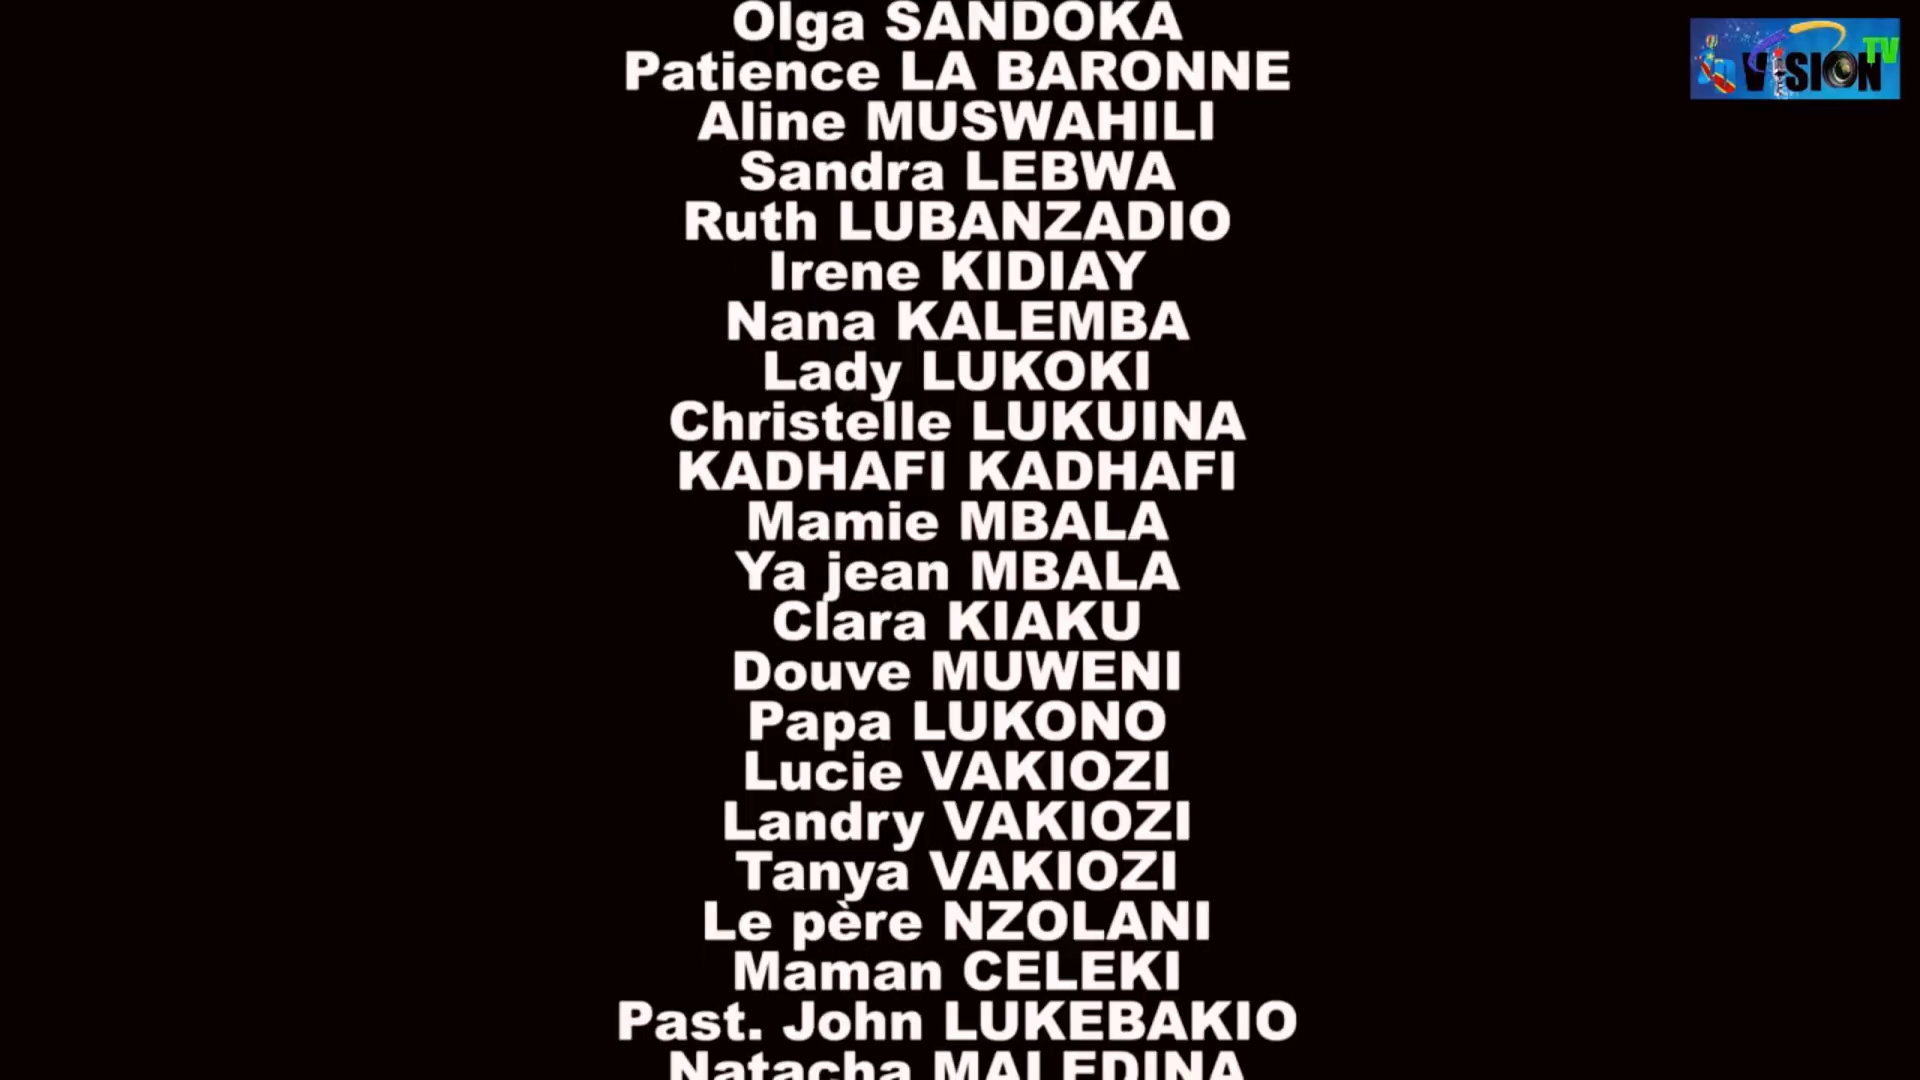 Olga SANDOKA
Patience LA BARONNE
Aline MUSWAHILI
Sandra LEBWA
Ruth LUBANZADIO
Irene KIDIAY
Nana KALEMBA
Lady LUKOKI
Christelle LUKUINA
KADHAFI KADHAFI
Mamie MBALA
Ya jean MBALA
Clara KIAKU
Douve MUWENI
Papa LUKONO
Lucie VAKIOZI
Landry VAKIOZI
Tanya VAKIOZI
Le père NZOLANI
Maman CELEKI
Past. John LUKEBAKIO
Natacha MALEDINA
VISION TV